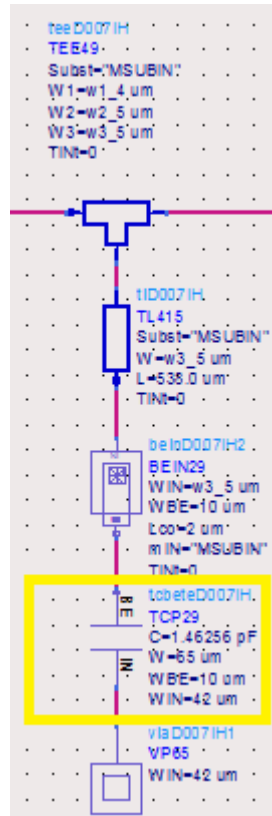 teeD007IH
TEE49
Subst="MSUBIN"
W1=w1_4 um
W2=w2_5 um
W3=w3_5 um
TINt=0
tlD007IH
TL415
Subst="MSUBIN"
W=w3_5 um
L=538.0 um
TINt=0
BEIN29
WIN=w3_5 um
WBE=10 um
Lcor=2 um
mIN="MSUBIN"
TINt=0
tcbeteD007IH
BE
TCP29
C=1.46256 pF
IN
W=65 um
WBE=10 um
WIN=42 um
viaD007IH1
VP65
WIN=42 um